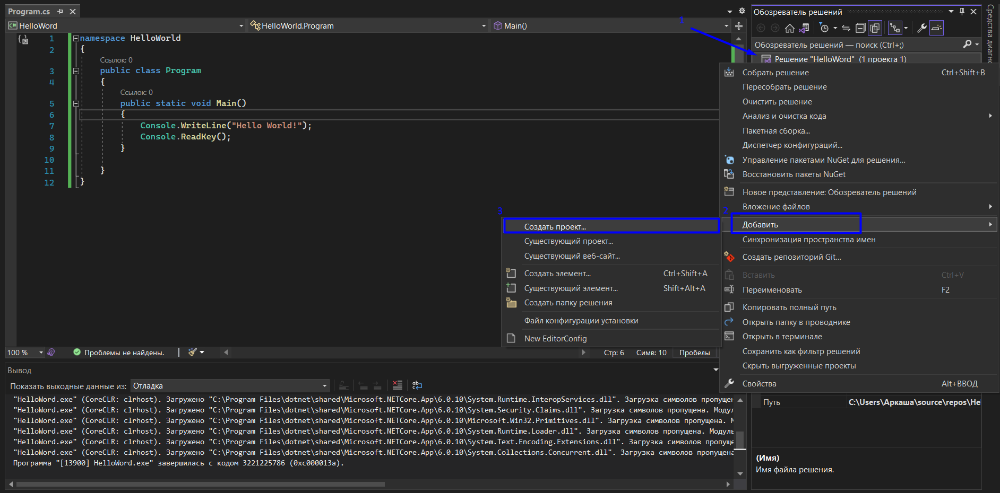 Program.cs
HelloWord
HelloWorld.Program
Main()
1 namespace HelloWorld
2 {
Ссылок: 0
3 public class Program
4 {
Ссылок: 0
5 public static void Main()
6 {
7 Console.WriteLine("Hello World!");
8 Console.ReadKey();
9 }
10
11 }
12 }
100 %
Проблемы не найдены.
Стр: 6
Симв: 10
Пробелы
1
Обозреватель решений
Обозреватель решений — поиск (Ctrl+;)
Решение "HelloWord" (1 проекта 1)
Собрать решение Ctrl+Shift+B
Пересобрать решение
Очистить решение
Анализ и очистка кода
Пакетная сборка...
Диспетчер конфигураций...
Управление пакетами NuGet для решения...
Восстановить пакеты NuGet
Новое представление: Обозреватель решений
Вложение файлов
2
Добавить
Синхронизация пространства имен
Создать репозиторий Git...
Вставить Ctrl+V
Переименовать F2
Копировать полный путь
Открыть папку в проводнике
Открыть в терминале
Сохранить как фильтр решений
Скрыть выгруженные проекты
Свойства Alt+ВВОД
3
Создать проект...
Существующий проект...
Существующий веб-сайт...
Создать элемент... Ctrl+Shift+A
Существующий элемент... Shift+Alt+A
Создать папку решения
Файл конфигурации установки
New EditorConfig
Вывод
Показать выходные данные из: Отладка
"HelloWord.exe" (CoreCLR: clrhost). Загружено "C:\Program Files\dotnet\shared\Microsoft.NETCore.App\6.0.10\System.Runtime.InteropServices.dll". Загрузка символов пропущен
"HelloWord.exe" (CoreCLR: clrhost). Загружено "C:\Program Files\dotnet\shared\Microsoft.NETCore.App\6.0.10\System.Security.Claims.dll". Загрузка символов пропущена. Модул
"HelloWord.exe" (CoreCLR: clrhost). Загружено "C:\Program Files\dotnet\shared\Microsoft.NETCore.App\6.0.10\Microsoft.Win32.Primitives.dll". Загрузка символов пропущена.
"HelloWord.exe" (CoreCLR: clrhost). Загружено "C:\Program Files\dotnet\shared\Microsoft.NETCore.App\6.0.10\System.Runtime.Loader.dll". Загрузка символов пропущена. Модуль
"HelloWord.exe" (CoreCLR: clrhost). Загружено "C:\Program Files\dotnet\shared\Microsoft.NETCore.App\6.0.10\System.Text.Encoding.Extensions.dll". Загрузка символов пропуще
"HelloWord.exe" (CoreCLR: clrhost). Загружено "C:\Program Files\dotnet\shared\Microsoft.NETCore.App\6.0.10\System.Collections.Concurrent.dll". Загрузка символов пропущена
Программа "[13900] HelloWord.exe" завершилась с кодом 3221225786 (0xc000013a).
Путь C:\Users\Аркаша\source\repos\He
(Имя)
Имя файла решения.
Средства диагно